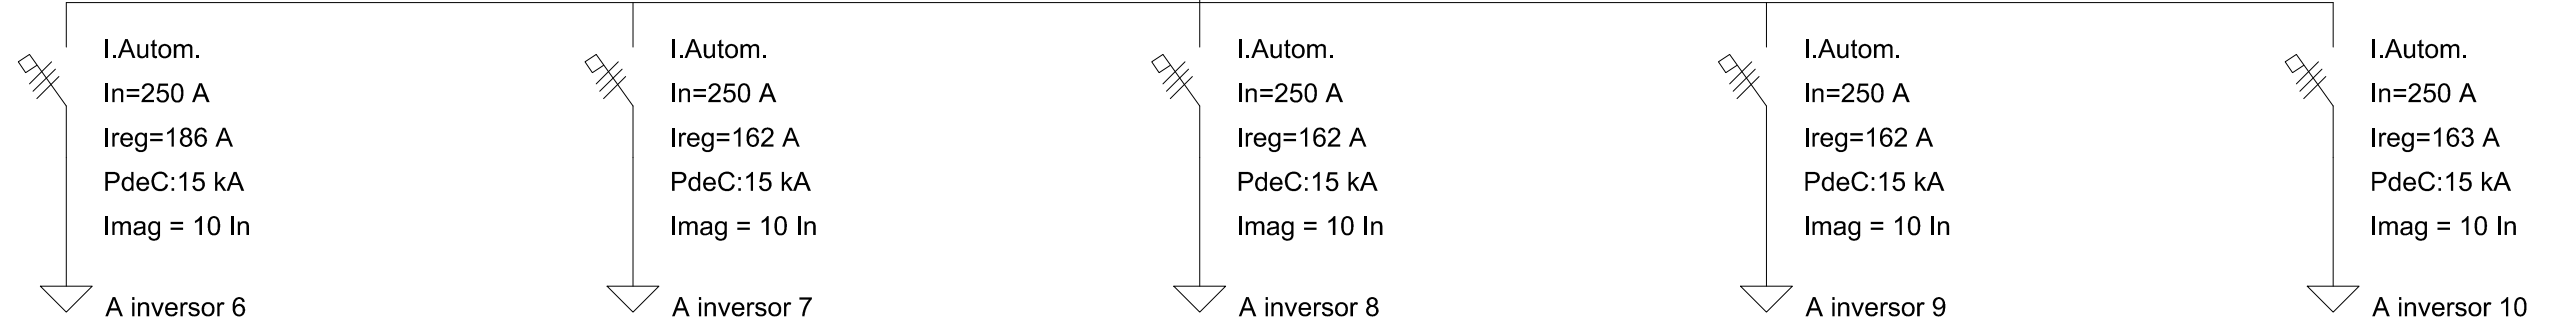 I.Autom.
In=250 A
Ireg=186 A
PdeC:15 kA
Imag = 10 In
A inversor 6
I.Autom.
In=250 A
Ireg=162 A
PdeC:15 kA
Imag = 10 In
A inversor 7
I.Autom.
In=250 A
Ireg=162 A
PdeC:15 kA
Imag = 10 In
A inversor 8
I.Autom.
In=250 A
Ireg=162 A
PdeC:15 kA
Imag = 10 In
A inversor 9
I.Autom.
In=250 A
Ireg=163 A
PdeC:15 kA
Imag = 10 In
A inversor 10